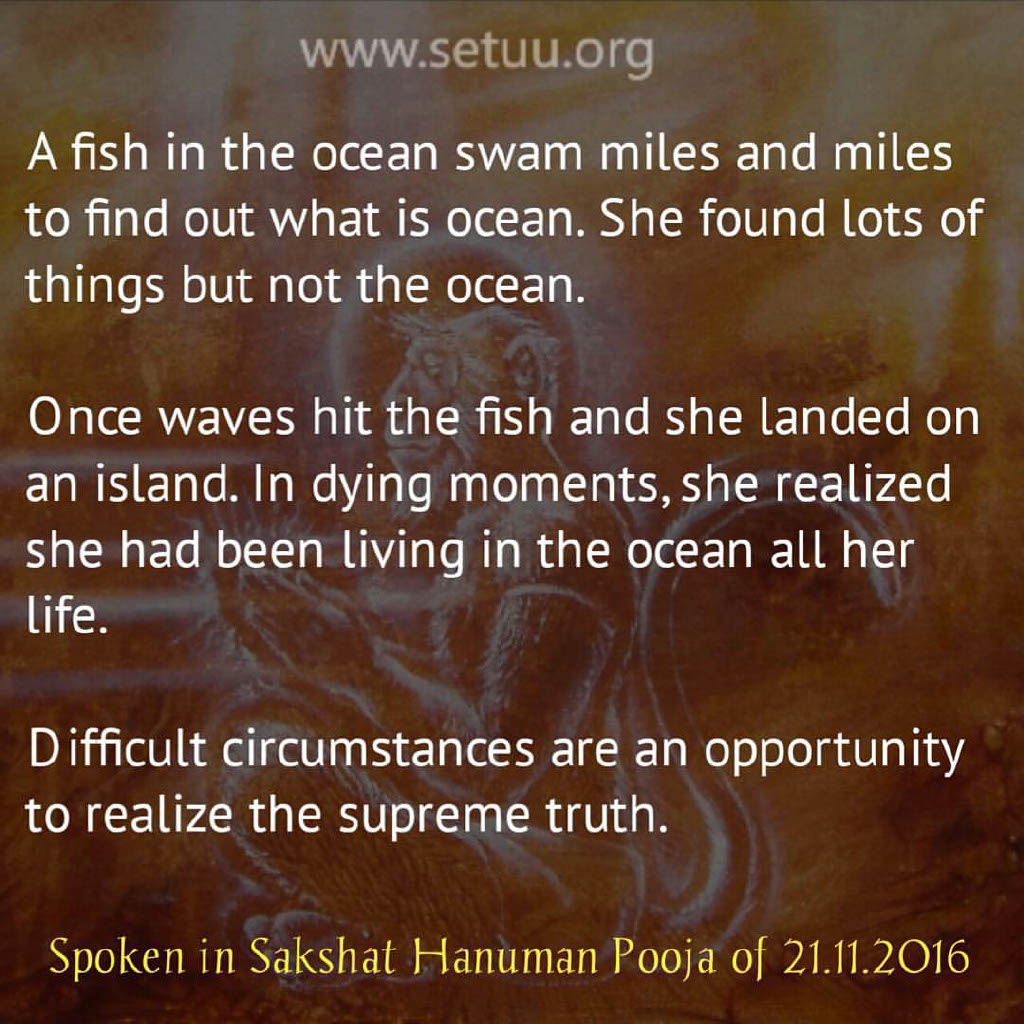 www.setuu.org
A fish in the ocean swam miles and miles
to find out what is ocean. She found lots of
things but not the ocean.
Once waves hit the fish and she landed on
an island. In dying moments, she realized
she had been living in the ocean all her
life.
Difficult circumstances are an opportunity
to realize the supreme truth.
Spoken in Sakshat Hanuman Pooja of 21.11.2016